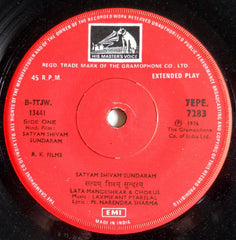 HIS MASTER'S VOICE
REGD. TRADE MARK OF THE GRAMOPHONE CO. LTD.
45 R.P.M.
EXTENDED PLAY
B-TTJW.
13441
SIDE ONE
Hindi Film:
SATYAM SHIVAM
SUNDARAM
R. K. FILMS
7EPE.
7283
℗ 1976
The Gramophone
Co. of India Ltd.
SATYAM SHIVAM SUNDARAM
सत्यम् शिवम् सुन्दरम्
LATA MANGESHKAR & CHORUS
Music: LAXMIKANT PYARELAL
Lyric: Pt. NARENDRA SHARMA
EMI
MADE IN INDIA